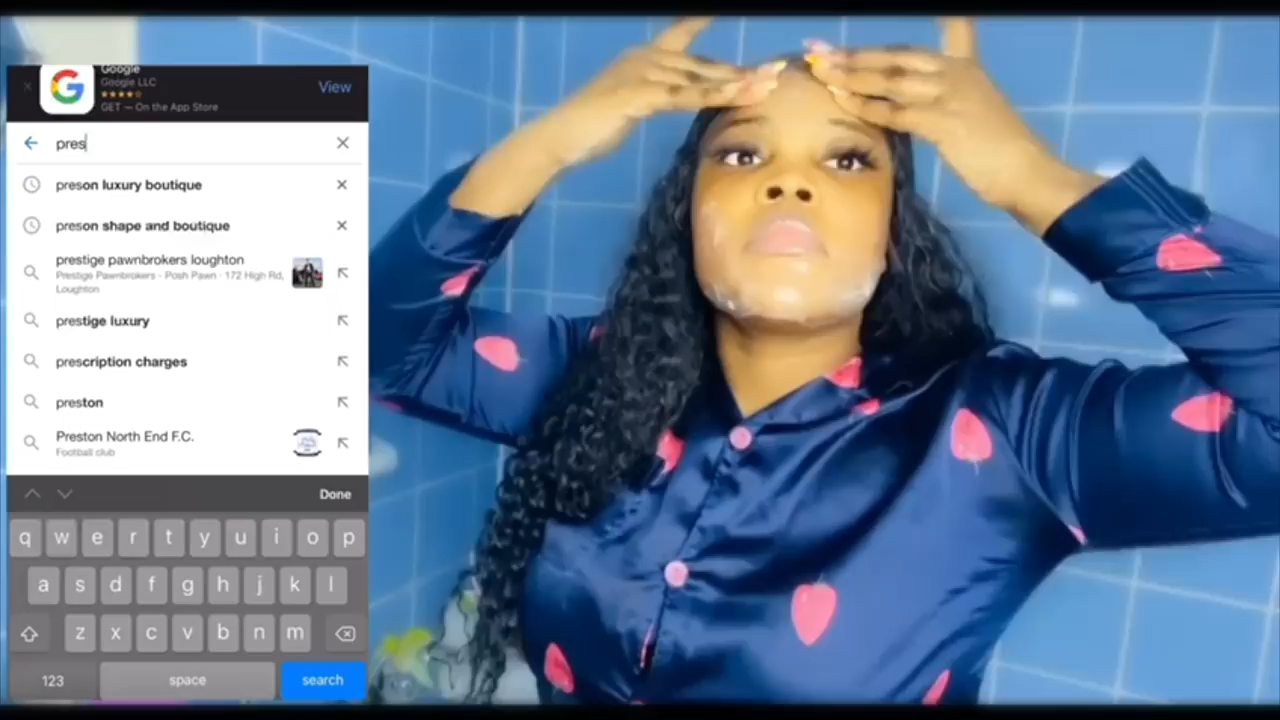 Google
Google LLC
GET — On the App Store
View
pres
preson luxury boutique
preson shape and boutique
prestige pawnbrokers loughton
Prestige Pawnbrokers - Posh Pawn · 172 High Rd,
Loughton
prestige luxury
prescription charges
preston
Preston North End F.C.
Football club
Done
q w e r t y u i o p
a s d f g h j k l
z x c v b n m
123 space search